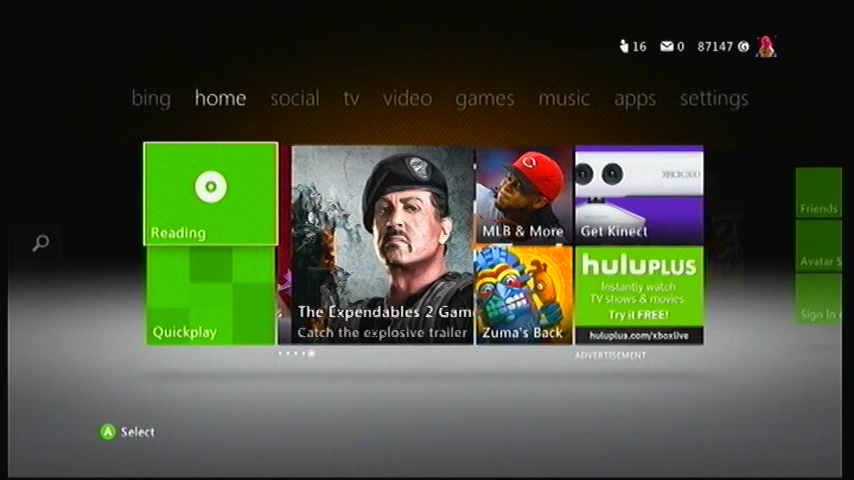 16 0 87147 G
bing home social tv video games music apps settings
Reading
Quickplay
The Expendables 2 Gam
Catch the explosive trailer
MLB & More
Zuma's Back
XBOX 360
Get Kinect
huluPLUS
Instantly watch
TV shows & movies.
Try it FREE!
huluplus.com/xboxlive
ADVERTISEMENT
Friends
Avatar S
Sign In
A Select